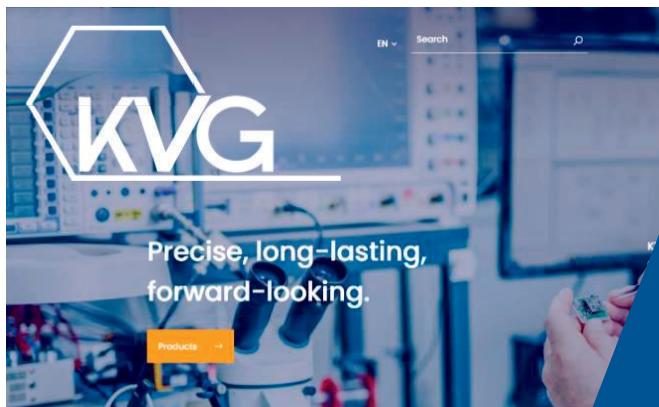 EN
Search
KVG
Precise, long-lasting,
forward-looking.
Products →